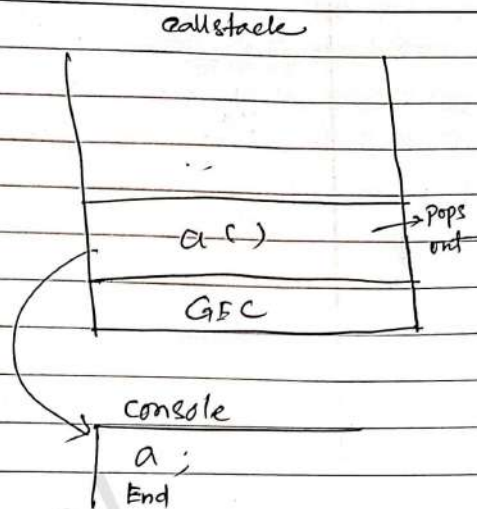 callstack
a ( )
Pops
out
GEC
console
a ;
End